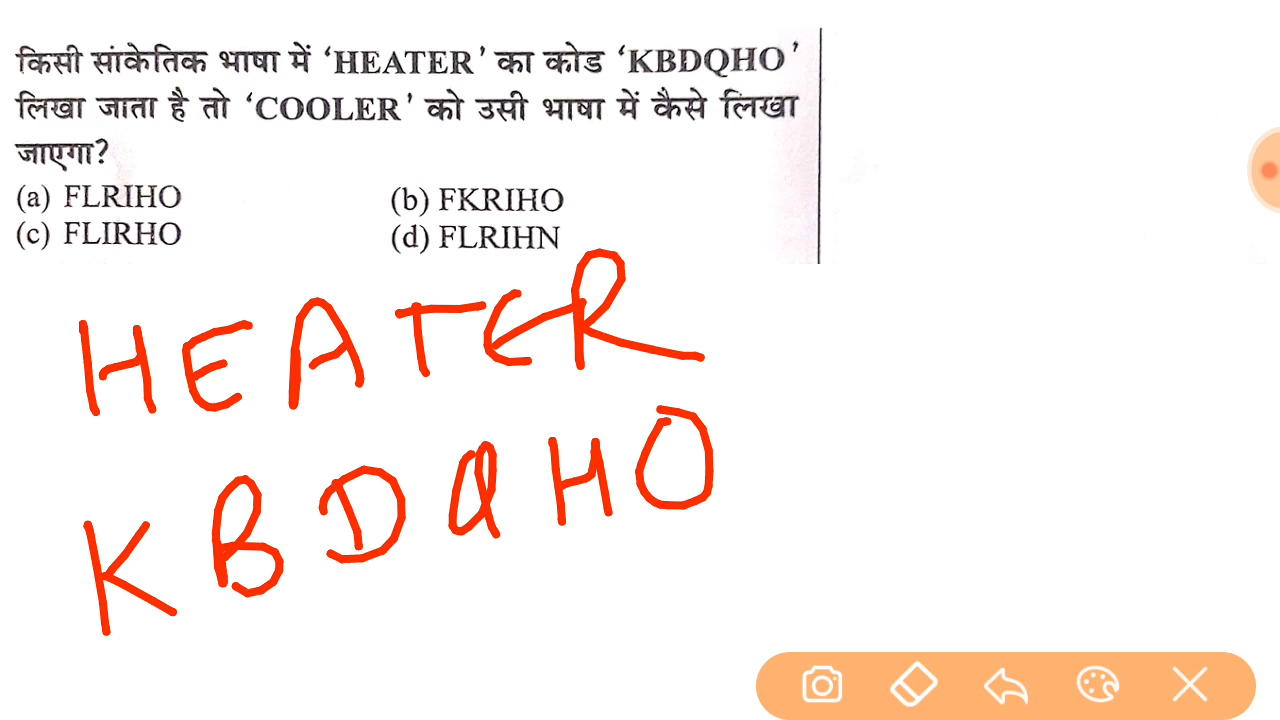 किसी सांकेतिक भाषा में ‘HEATER’ का कोड ‘KBDQHO’
लिखा जाता है तो ‘COOLER’ को उसी भाषा में कैसे लिखा
जाएगा?
(a) FLRIHO (b) FKRIHO
(c) FLIRHO (d) FLRIHN
HEATER
KBDQHO